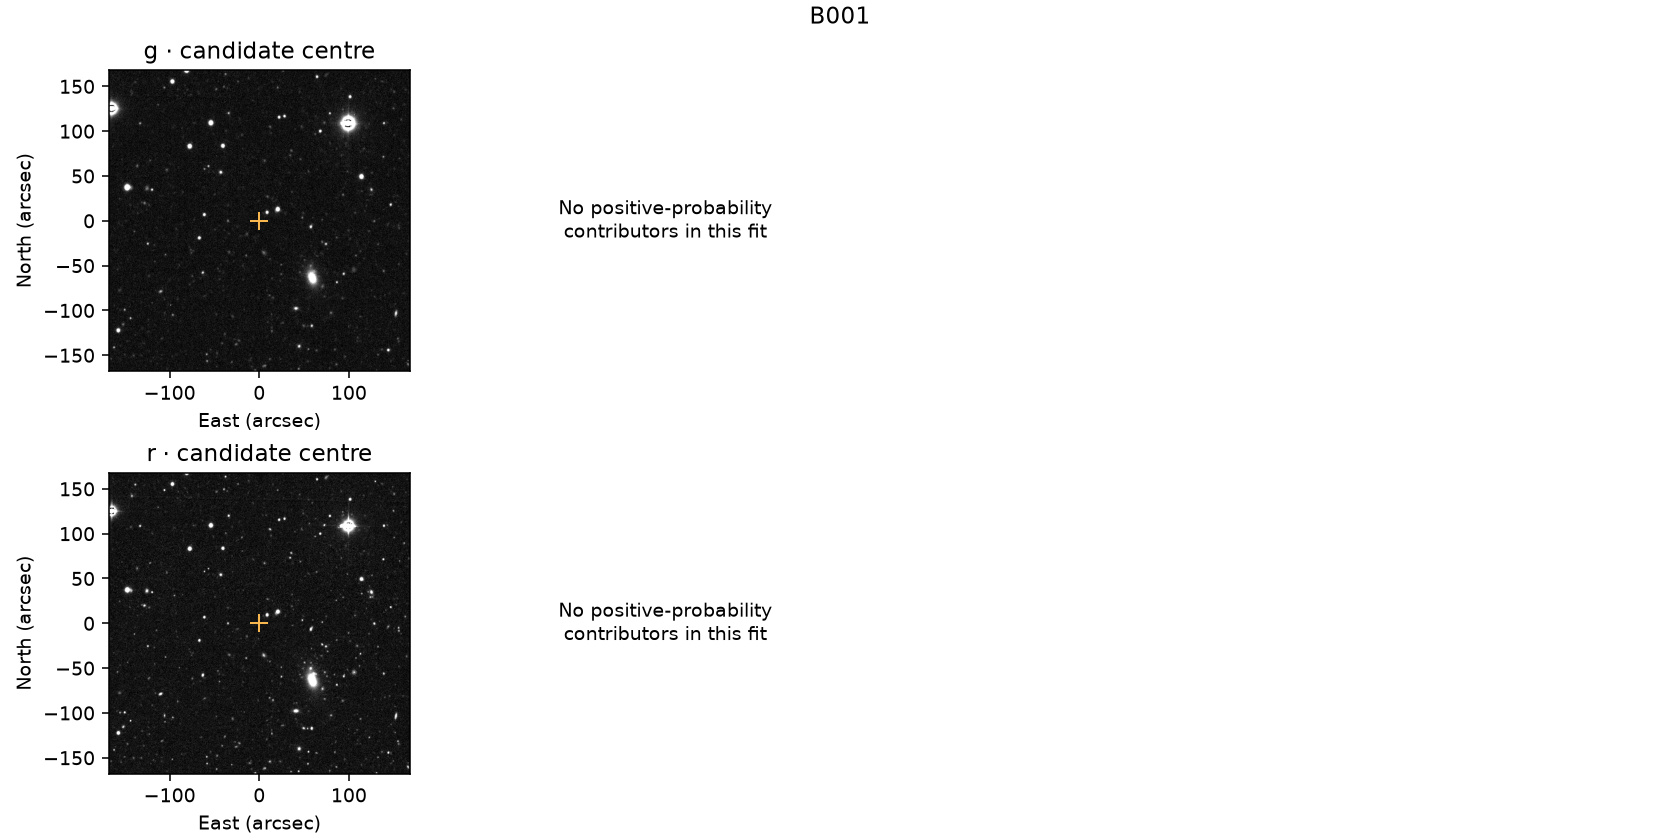 B001
g · candidate centre
150
100
50
0
−50
−100
−150
North (arcsec)
−100 0 100
East (arcsec)
No positive-probability
contributors in this fit
r · candidate centre
150
100
50
0
−50
−100
−150
North (arcsec)
−100 0 100
East (arcsec)
No positive-probability
contributors in this fit